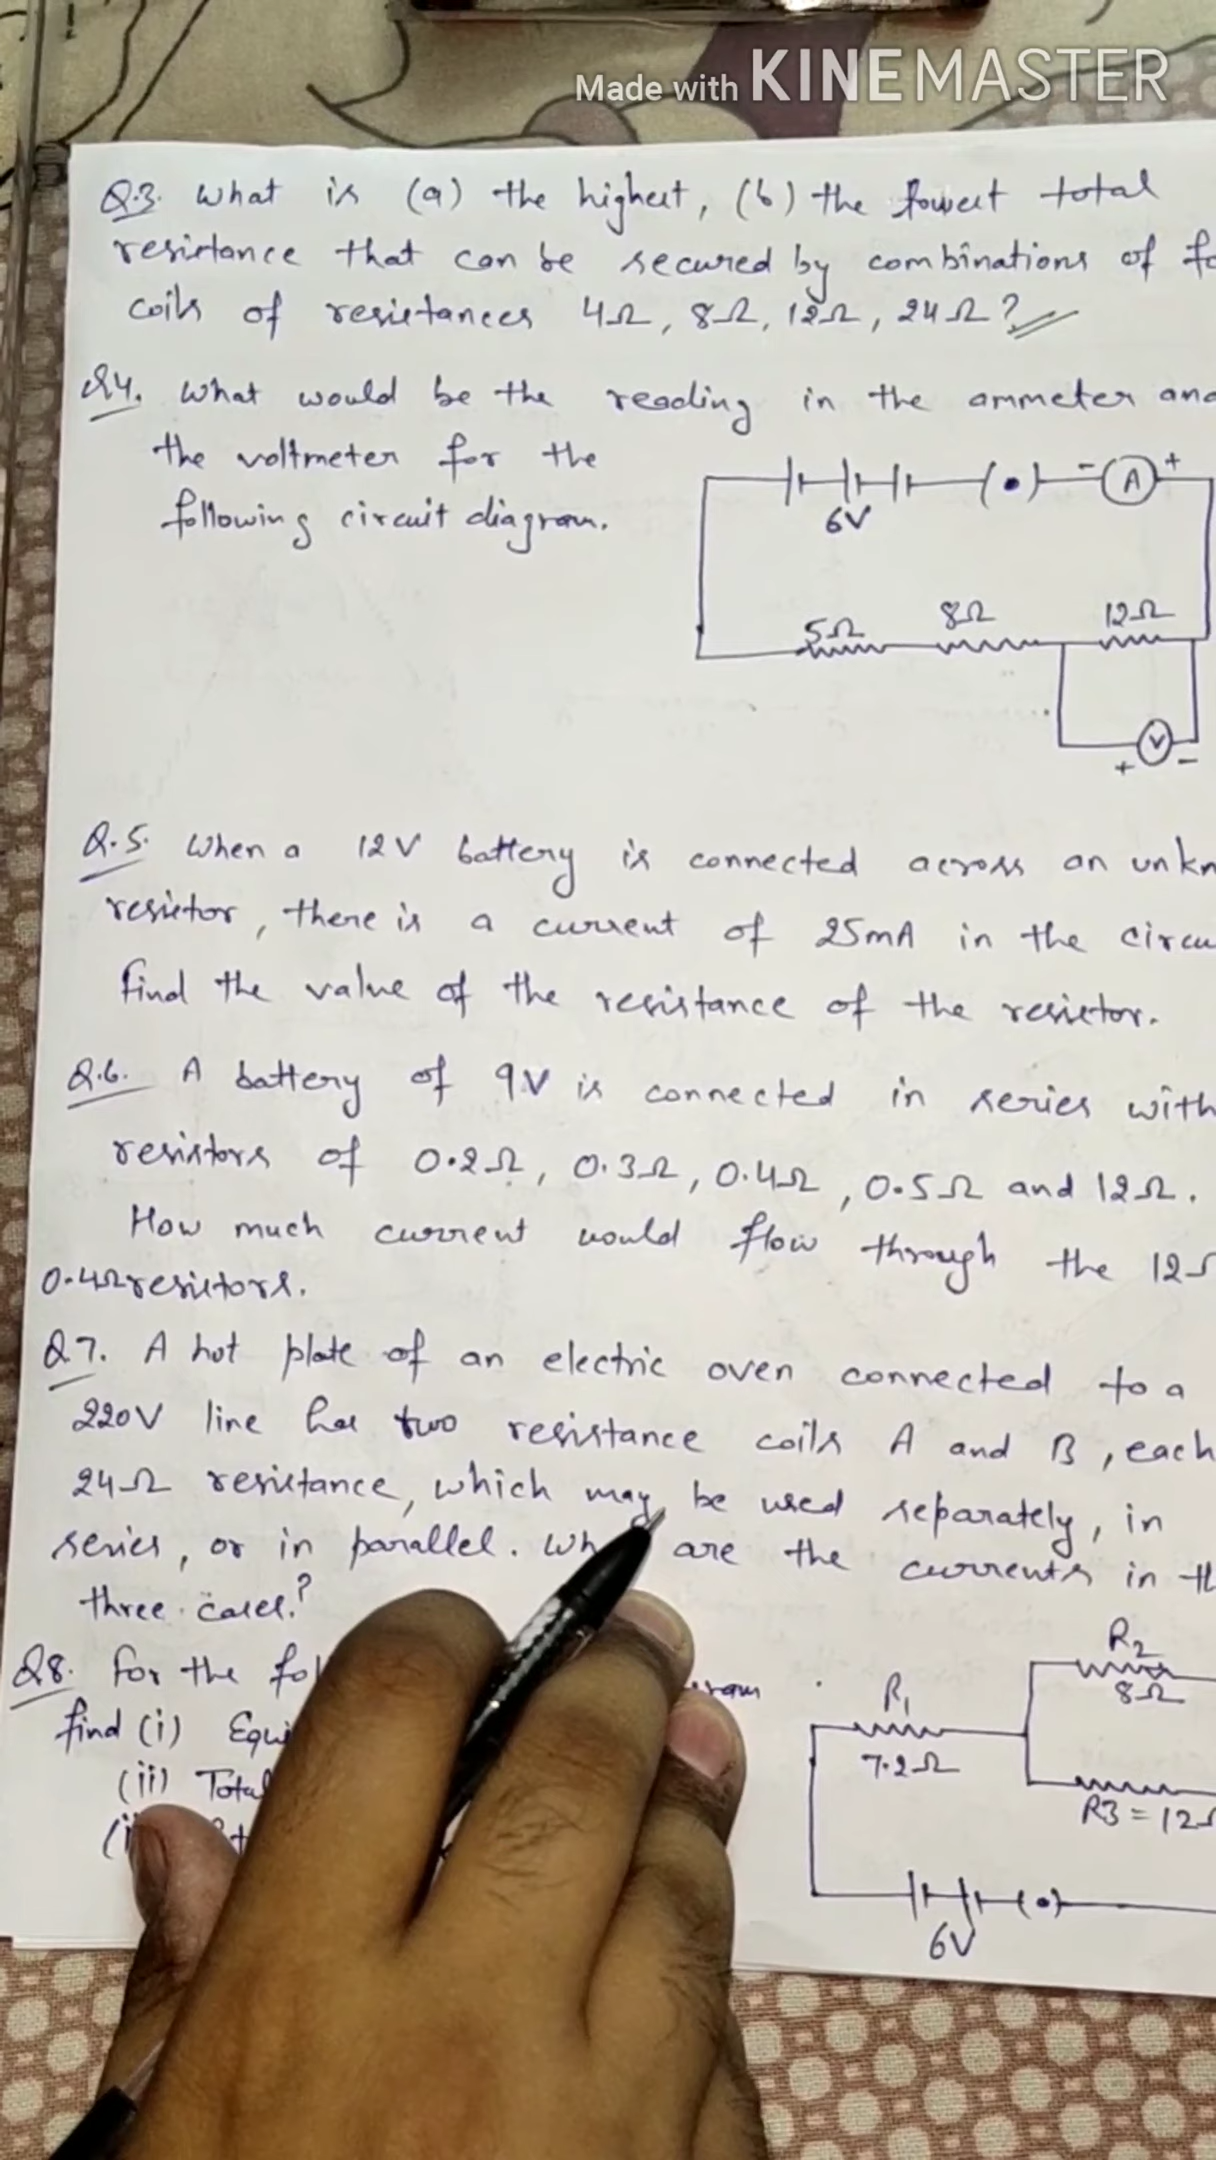 Made with KINEMASTER
Q.3. What is (a) the highest, (b) the lowest total
resistance that can be secured by combinations of
coils of resistances 4Ω, 8Ω, 12Ω, 24Ω?
Q4. What would be the reading in the ammeter and
the voltmeter for the
following circuit diagram.
- A +
6V
5Ω 8Ω 12Ω
V
+ -
Q.5. When a 12V battery is connected across an
resistor, there is a current of 25mA in the
find the value of the resistance of the resistor.
Q.6. A battery of 9V is connected in series with
resistors of 0.2Ω, 0.3Ω, 0.4Ω, 0.5Ω and 12Ω.
How much current would flow through the 12Ω
0.4Ω resistors.
Q7. A hot plate of an electric oven connected to a
220V line has two resistance coils A and B, each
24Ω resistance, which may be used separately, in
series, or in parallel. are the currents in
three cases?
Q8. for the
find (i)
(ii)
R2
8Ω
R1
7.2Ω
R3 = 12Ω
6V